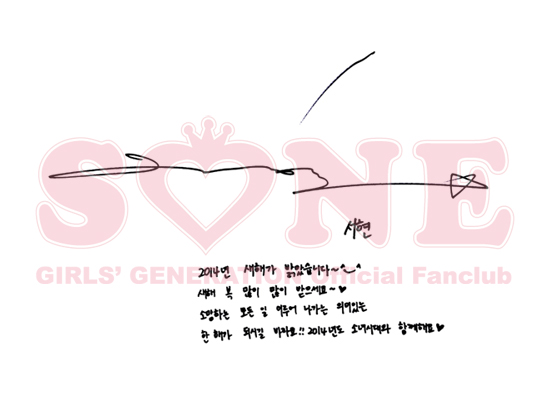 SONE
GIRLS' GENERATION Official Fanclub
서현
2014년 새해가 밝았습니다~^_^
새해 복 많이 많이 받으세요~♥
소망하는 모든 일 이루어 나가는 의미있는
한 해가 되시길 바라요!! 2014년도 소녀시대와 함께해요♥